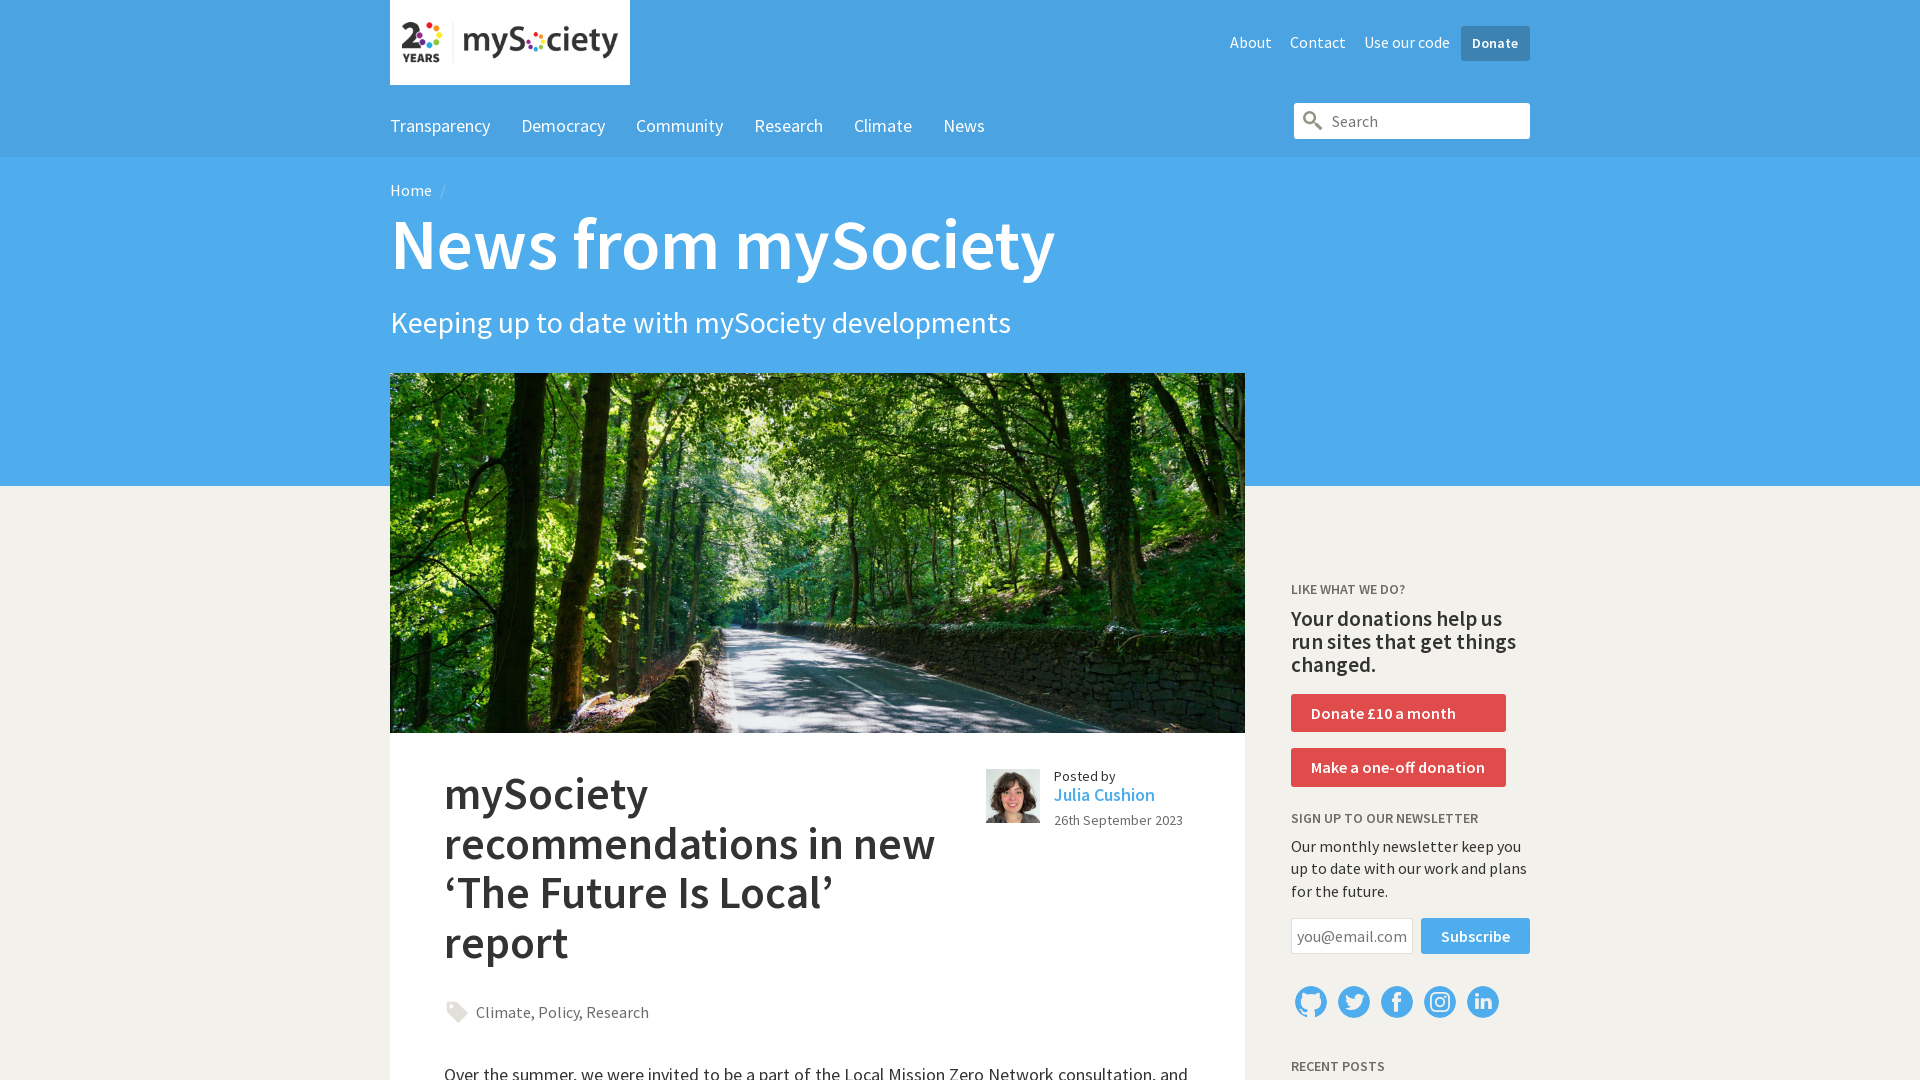 20 YEARS mySociety
About Contact Use our code Donate
Transparency Democracy Community Research Climate News
Search
Home /
News from mySociety
Keeping up to date with mySociety developments
mySociety
recommendations in new
‘The Future Is Local’
report
Posted by
Julia Cushion
26th September 2023
Climate, Policy, Research
Over the summer, we were invited to be a part of the Local Mission Zero Network consultation, and
LIKE WHAT WE DO?
Your donations help us
run sites that get things
changed.
Donate £10 a month
Make a one-off donation
SIGN UP TO OUR NEWSLETTER
Our monthly newsletter keep you
up to date with our work and plans
for the future.
you@email.com Subscribe
RECENT POSTS